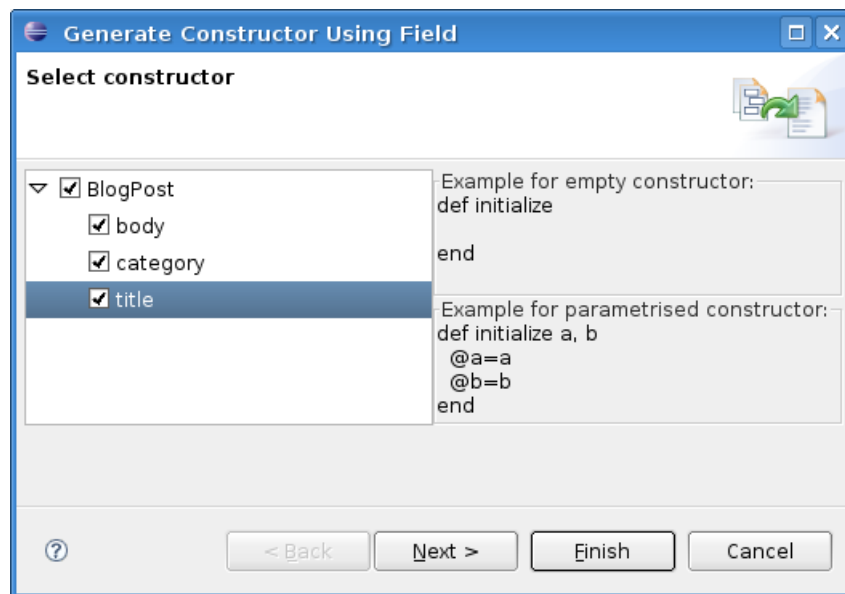 Generate Constructor Using Field
Select constructor
BlogPost
body
category
title
Example for empty constructor:
def initialize
end
Example for parametrised constructor:
def initialize a, b
@a=a
@b=b
end
< Back
Next >
Finish
Cancel